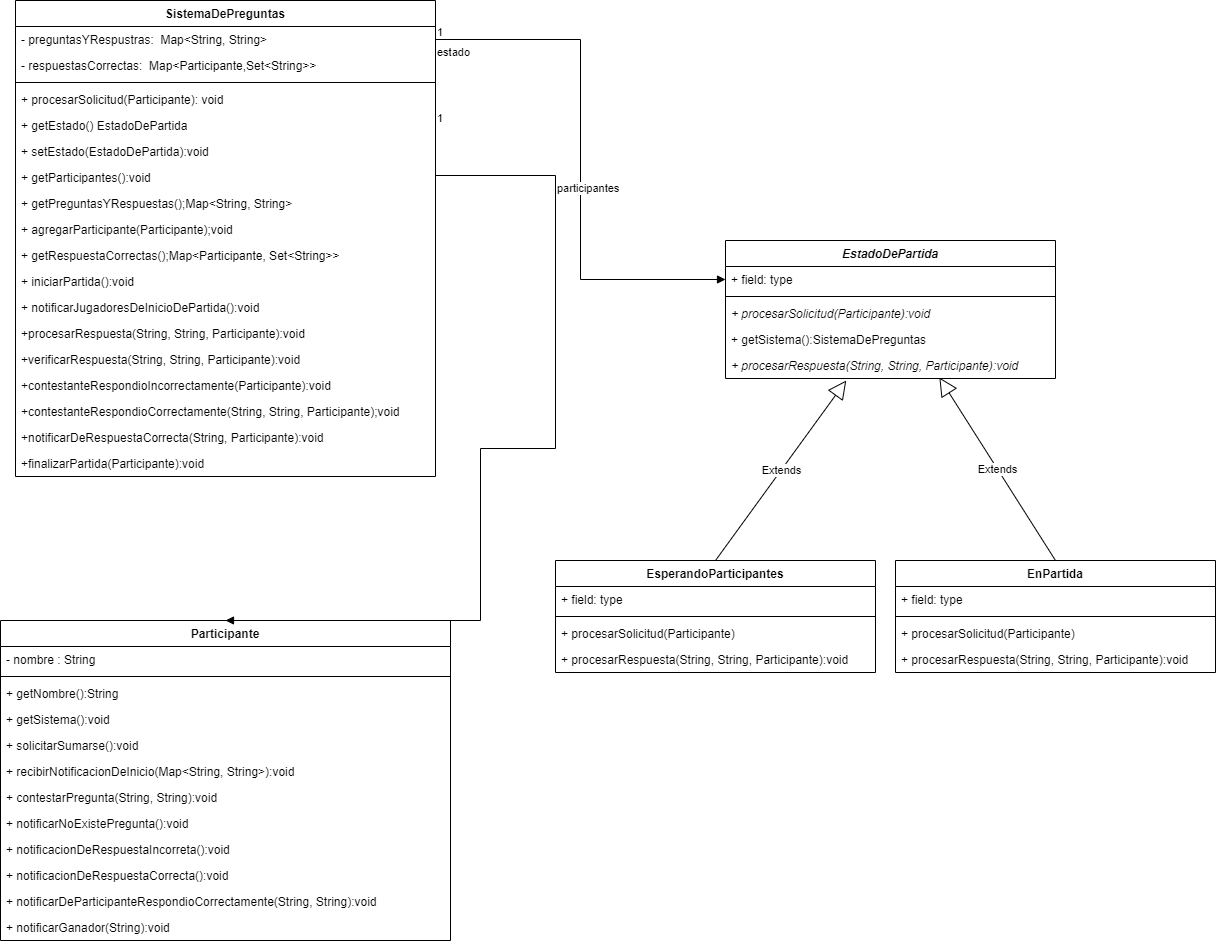 SistemaDePreguntas
- preguntasYRespustras: Map<String, String>
- respuestasCorrectas: Map<Participante,Set<String>>
+ procesarSolicitud(Participante): void
+ getEstado() EstadoDePartida
+ setEstado(EstadoDePartida):void
+ getParticipantes():void
+ getPreguntasYRespuestas();Map<String, String>
+ agregarParticipante(Participante);void
+ getRespuestaCorrectas();Map<Participante, Set<String>>
+ iniciarPartida():void
+ notificarJugadoresDeInicioDePartida():void
+procesarRespuesta(String, String, Participante):void
+verificarRespuesta(String, String, Participante):void
+contestanteRespondioIncorrectamente(Participante):void
+contestanteRespondioCorrectamente(String, String, Participante);void
+notificarDeRespuestaCorrecta(String, Participante):void
+finalizarPartida(Participante):void
1
estado
1
participantes
EstadoDePartida
+ field: type
+ procesarSolicitud(Participante):void
+ getSistema():SistemaDePreguntas
+ procesarRespuesta(String, String, Participante):void
Extends
Extends
EsperandoParticipantes
+ field: type
+ procesarSolicitud(Participante)
+ procesarRespuesta(String, String, Participante):void
EnPartida
+ field: type
+ procesarSolicitud(Participante)
+ procesarRespuesta(String, String, Participante):void
Participante
- nombre : String
+ getNombre():String
+ getSistema():void
+ solicitarSumarse():void
+ recibirNotificacionDeInicio(Map<String, String>):void
+ contestarPregunta(String, String):void
+ notificarNoExistePregunta():void
+ notificacionDeRespuestaIncorreta():void
+ notificacionDeRespuestaCorrecta():void
+ notificarDeParticipanteRespondioCorrectamente(String, String):void
+ notificarGanador(String):void